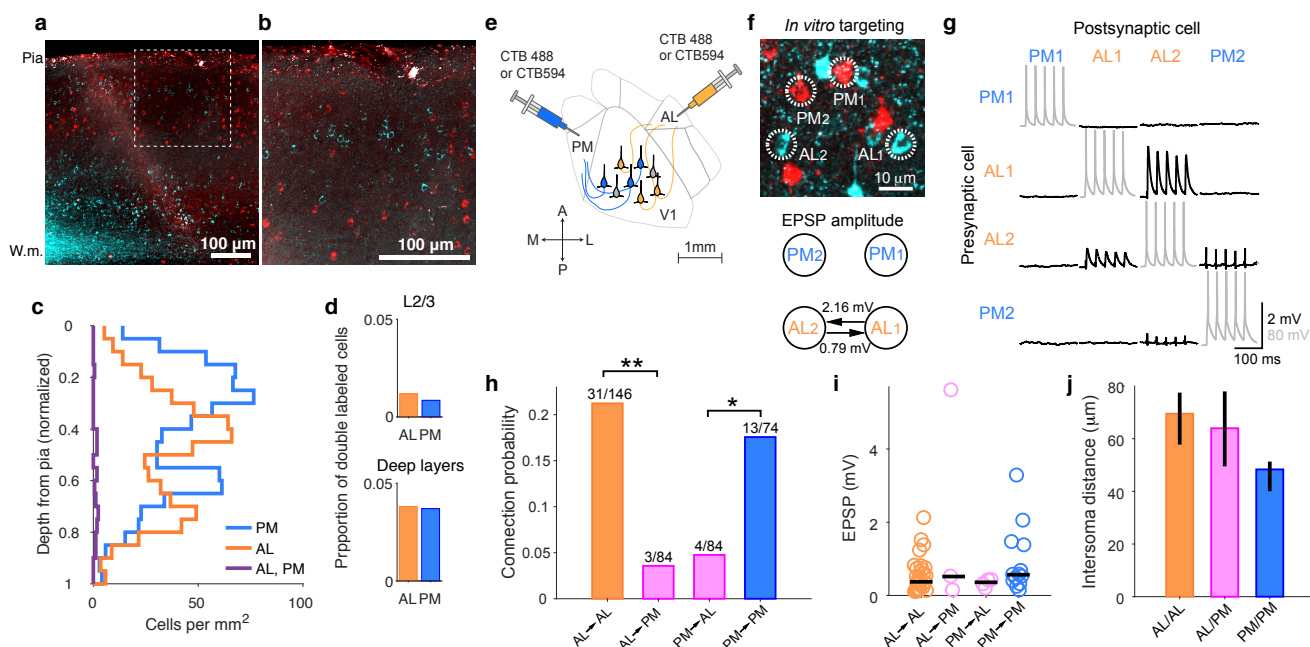 a
b
Pia
W.m.
100 µm
100 µm
c
0
0.2
0.4
0.6
0.8
1
Depth from pia (normalized)
0
50
100
Cells per mm2
PM
AL
AL, PM
d
L2/3
0.05
0
AL PM
Deep layers
0.05
0
AL PM
Prpportion of double labeled cells
e
CTB 488
or CTB594
CTB 488
or CTB594
AL
PM
V1
A
M L
P
1mm
f
In vitro targeting
PM1
PM2
AL2
AL1
10 µm
EPSP amplitude
PM2 PM1
2.16 mV
AL2 AL1
0.79 mV
g
Postsynaptic cell
PM1 AL1 AL2 PM2
Presynaptic cell
PM1
AL1
AL2
PM2
2 mV
80 mV
100 ms
h
**
*
31/146
3/84
4/84
13/74
Connection probability
0.2
0.15
0.1
0.05
0
AL→AL
AL→PM
PM→AL
PM→PM
i
EPSP (mV)
4
2
0
AL→AL
AL→PM
PM→AL
PM→PM
j
Intersoma distance (µm)
80
60
40
20
0
AL/AL
AL/PM
PM/PM